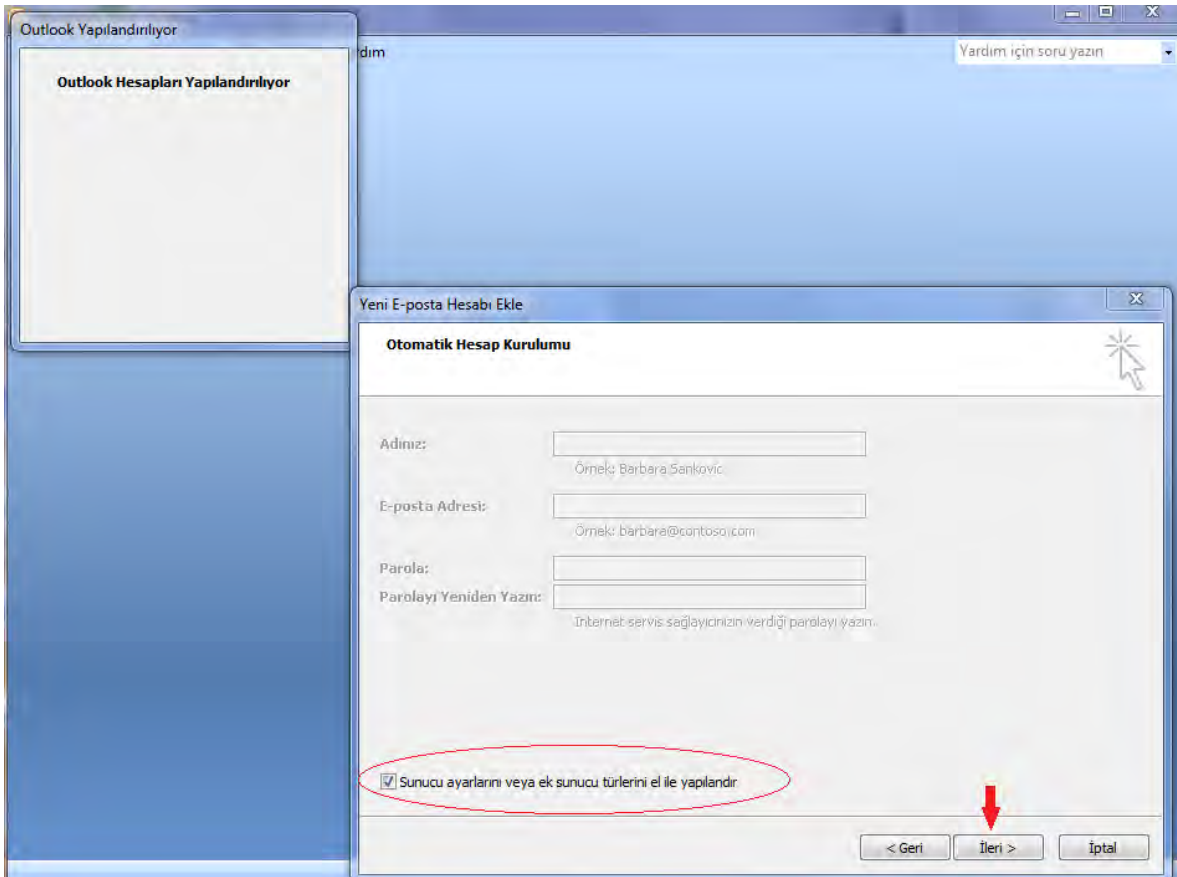 Outlook Yapılandırılıyor
Outlook Hesapları Yapılandırılıyor
dım
Yardım için soru yazın
Yeni E-posta Hesabı Ekle
Otomatik Hesap Kurulumu
Adınız:
Örnek: Barbara Sankovic
E-posta Adresi:
Örnek: barbara@contoso.com
Parola:
Parolayı Yeniden Yazın:
Internet servis sağlayıcınızın verdiği parolayı yazın.
Sunucu ayarlarını veya ek sunucu türlerini el ile yapılandır
< Geri
İleri >
İptal